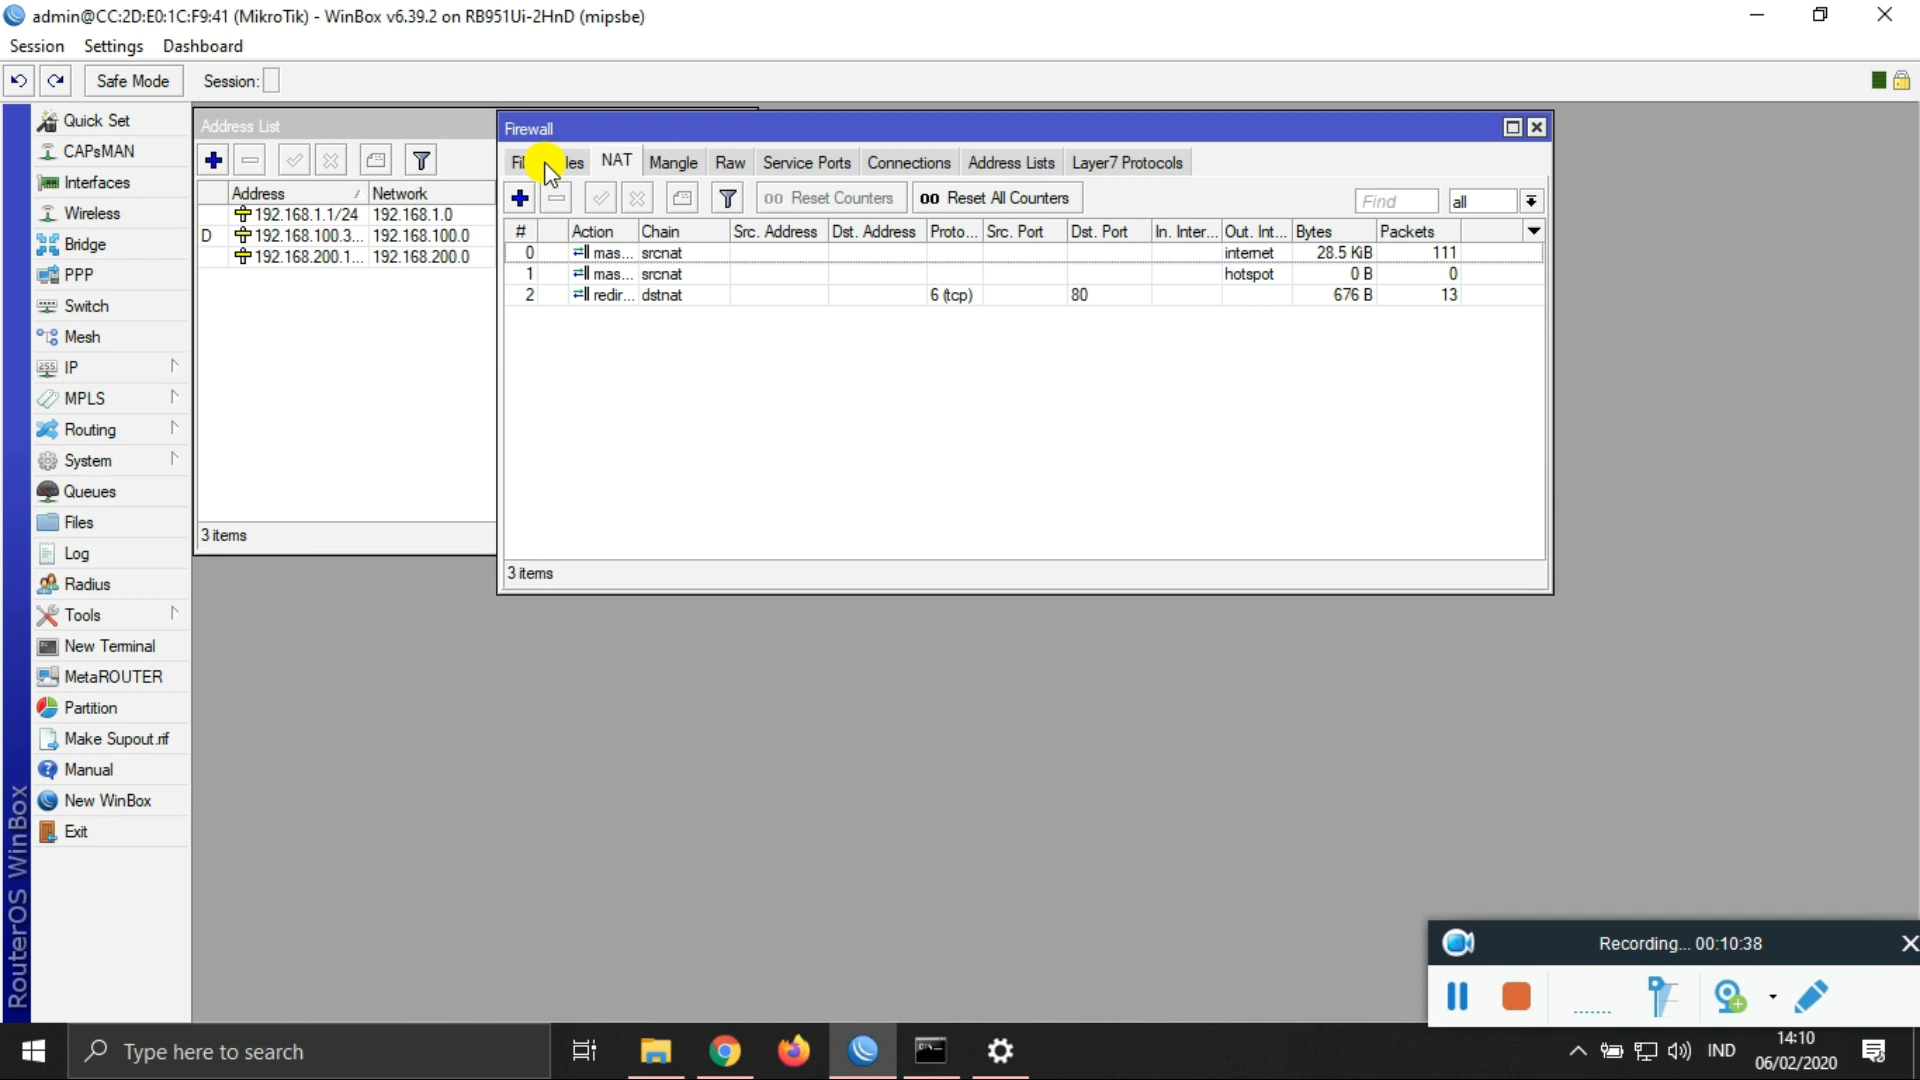 admin@CC:2D:E0:1C:F9:41 (MikroTik) - WinBox v6.39.2 on RB951Ui-2HnD (mipsbe)
Session Settings Dashboard
Safe Mode Session:
Quick Set
CAPsMAN
Interfaces
Wireless
Bridge
PPP
Switch
Mesh
IP
MPLS
Routing
System
Queues
Files
Log
Radius
Tools
New Terminal
MetaROUTER
Partition
Make Supout.rif
Manual
New WinBox
Exit
RouterOS WinBox
Address List
Address / Network
192.168.1.1/24 192.168.1.0
D 192.168.100.3... 192.168.100.0
192.168.200.1... 192.168.200.0
3 items
Firewall
NAT Mangle Raw Service Ports Connections Address Lists Layer7 Protocols
00 Reset Counters 00 Reset All Counters Find all
# Action Chain Src. Address Dst. Address Proto... Src. Port Dst. Port In. Inter... Out. Int... Bytes Packets
0 mas... srcnat internet 28.5 KiB 111
1 mas... srcnat hotspot 0 B 0
2 redir... dstnat 6 (tcp) 80 676 B 13
3 items
Recording... 00:10:38
Type here to search
IND
14:10
06/02/2020